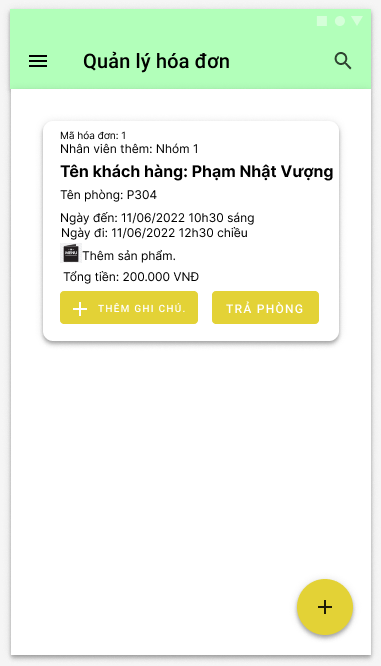 Quản lý hóa đơn
Mã hóa đơn: 1
Nhân viên thêm: Nhóm 1
Tên khách hàng: Phạm Nhật Vượng
Tên phòng: P304
Ngày đến: 11/06/2022 10h30 sáng
Ngày đi: 11/06/2022 12h30 chiều
MENU Thêm sản phẩm.
Tổng tiền: 200.000 VNĐ
THÊM GHI CHÚ. TRẢ PHÒNG